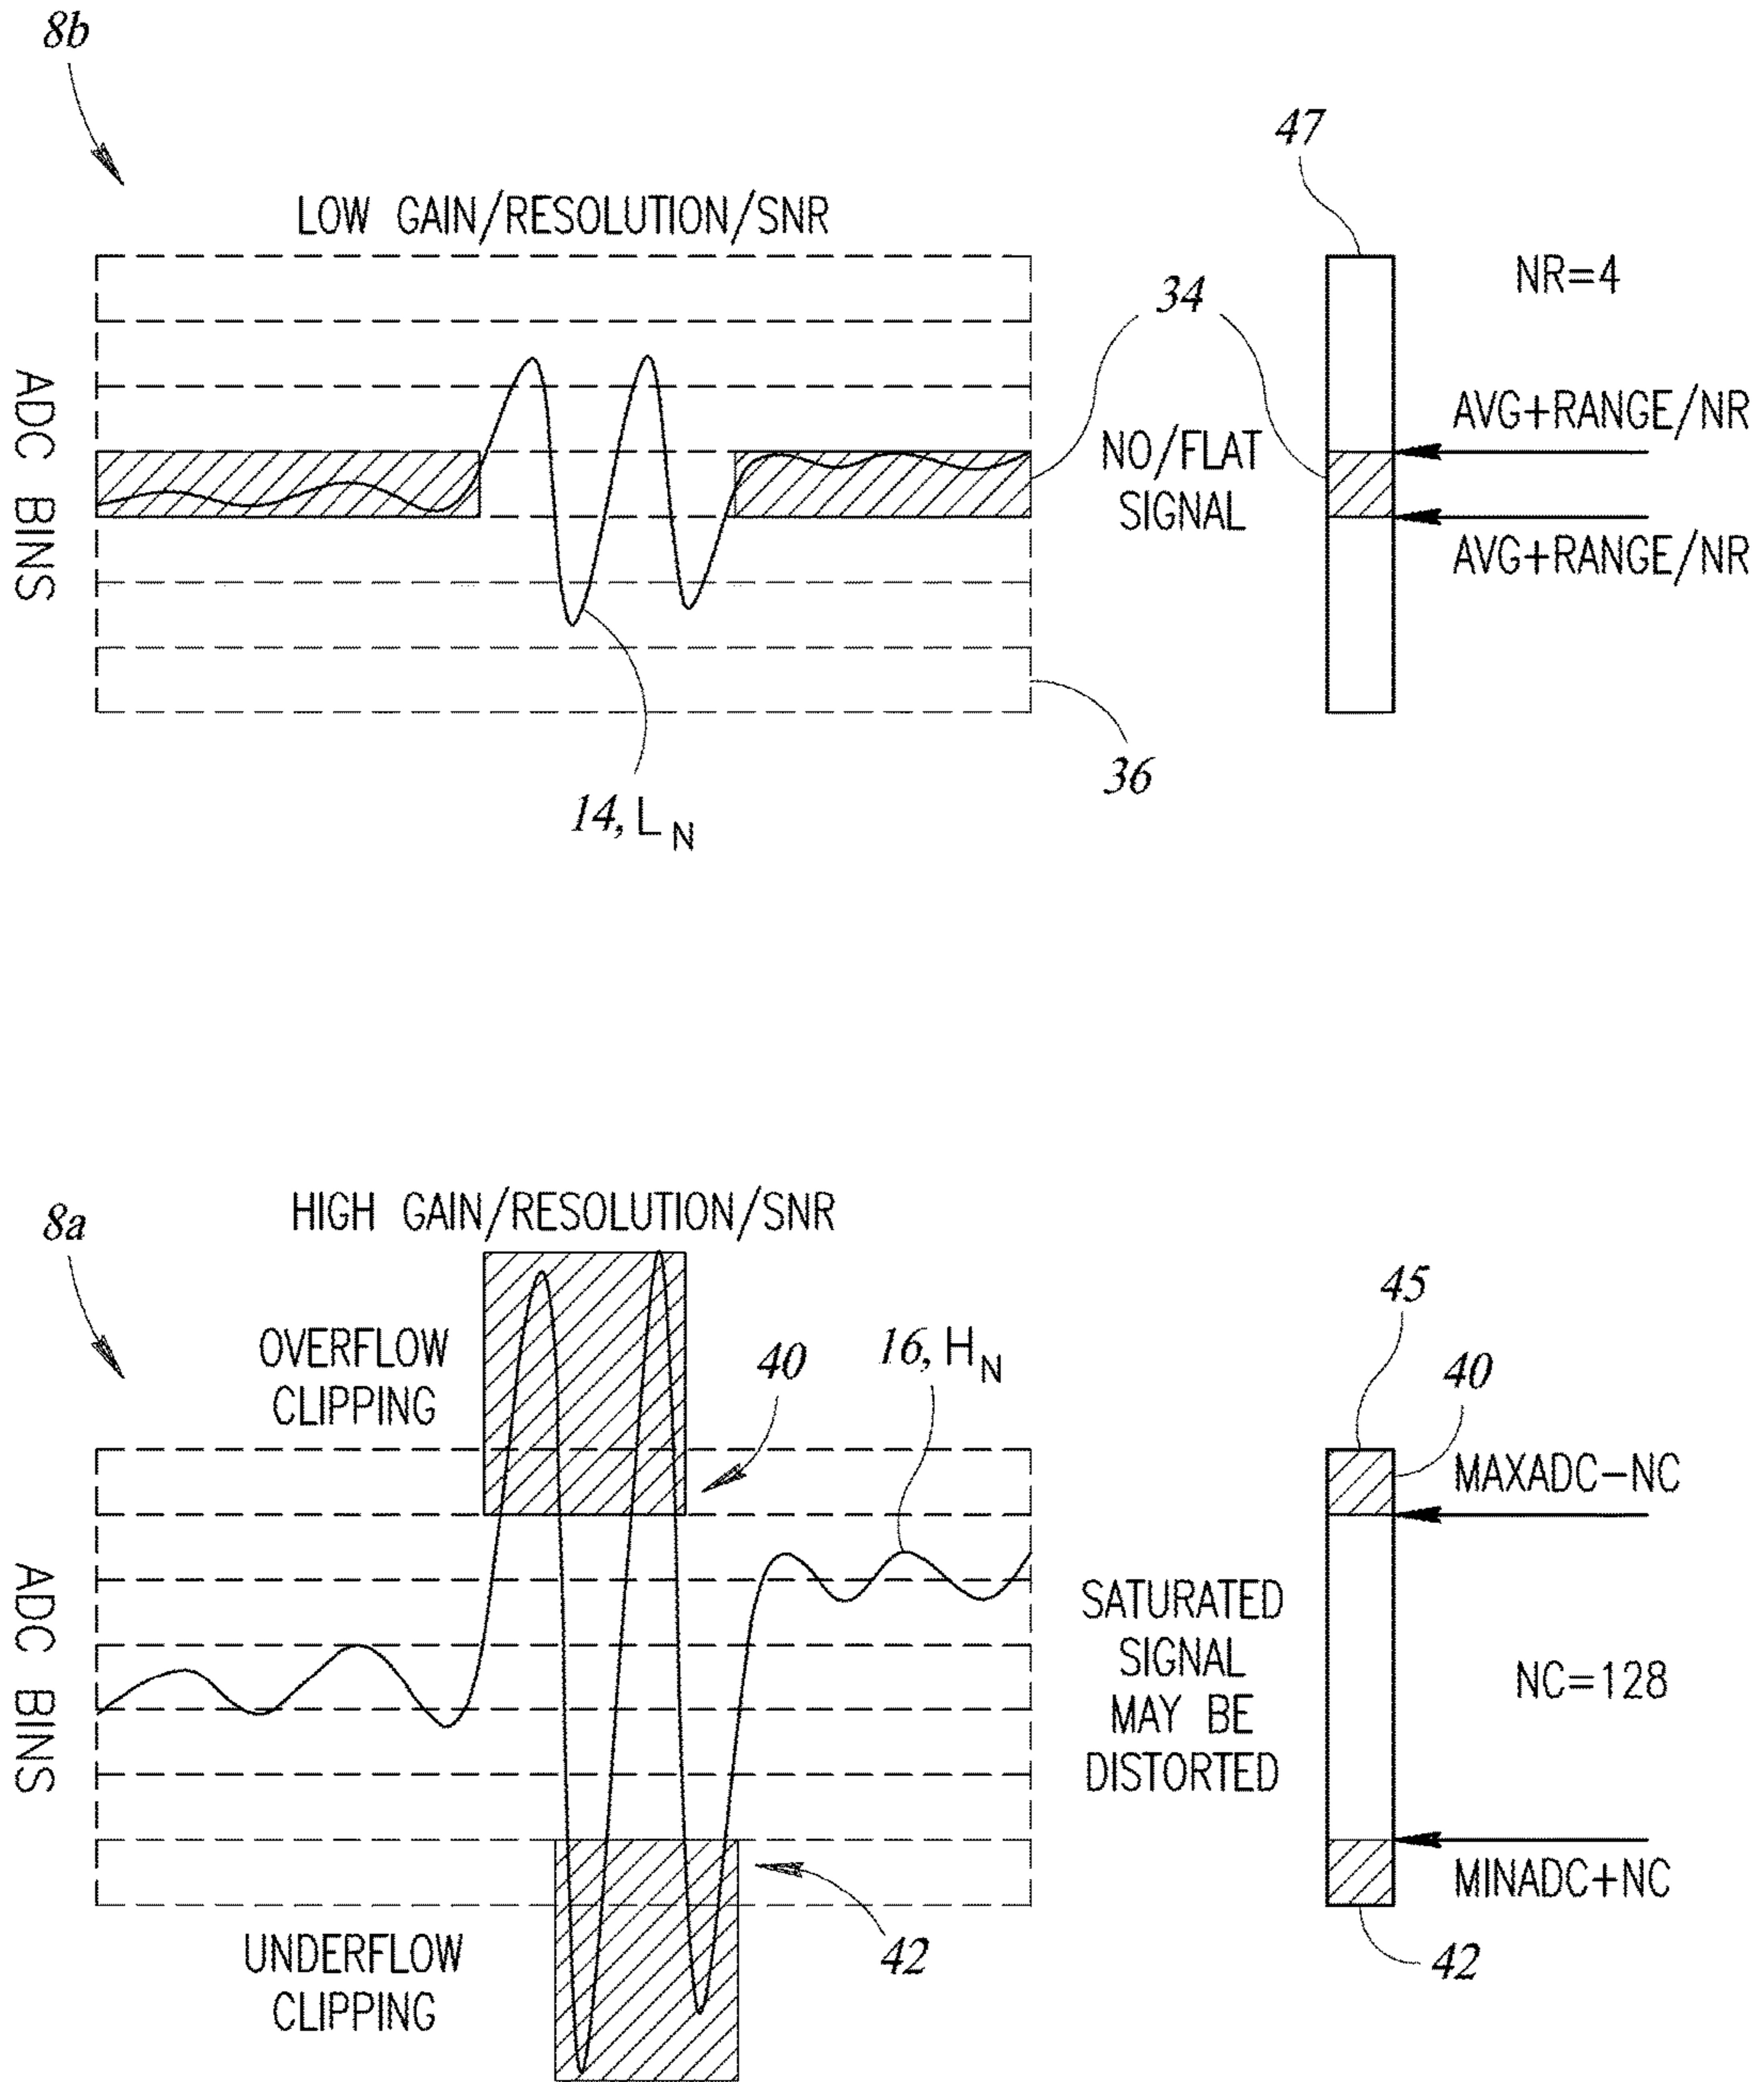 8b
47
LOW GAIN/RESOLUTION/SNR
NR=4
34
ADC BINS
AVG+RANGE/NR
NO/FLAT
SIGNAL
AVG+RANGE/NR
36
14, LN
HIGH GAIN/RESOLUTION/SNR
8a
45
OVERFLOW
CLIPPING
40
16, HN
40
MAXADC-NC
ADC BINS
SATURATED
SIGNAL
MAY BE
DISTORTED
NC=128
MINADC+NC
UNDERFLOW
CLIPPING
42
42